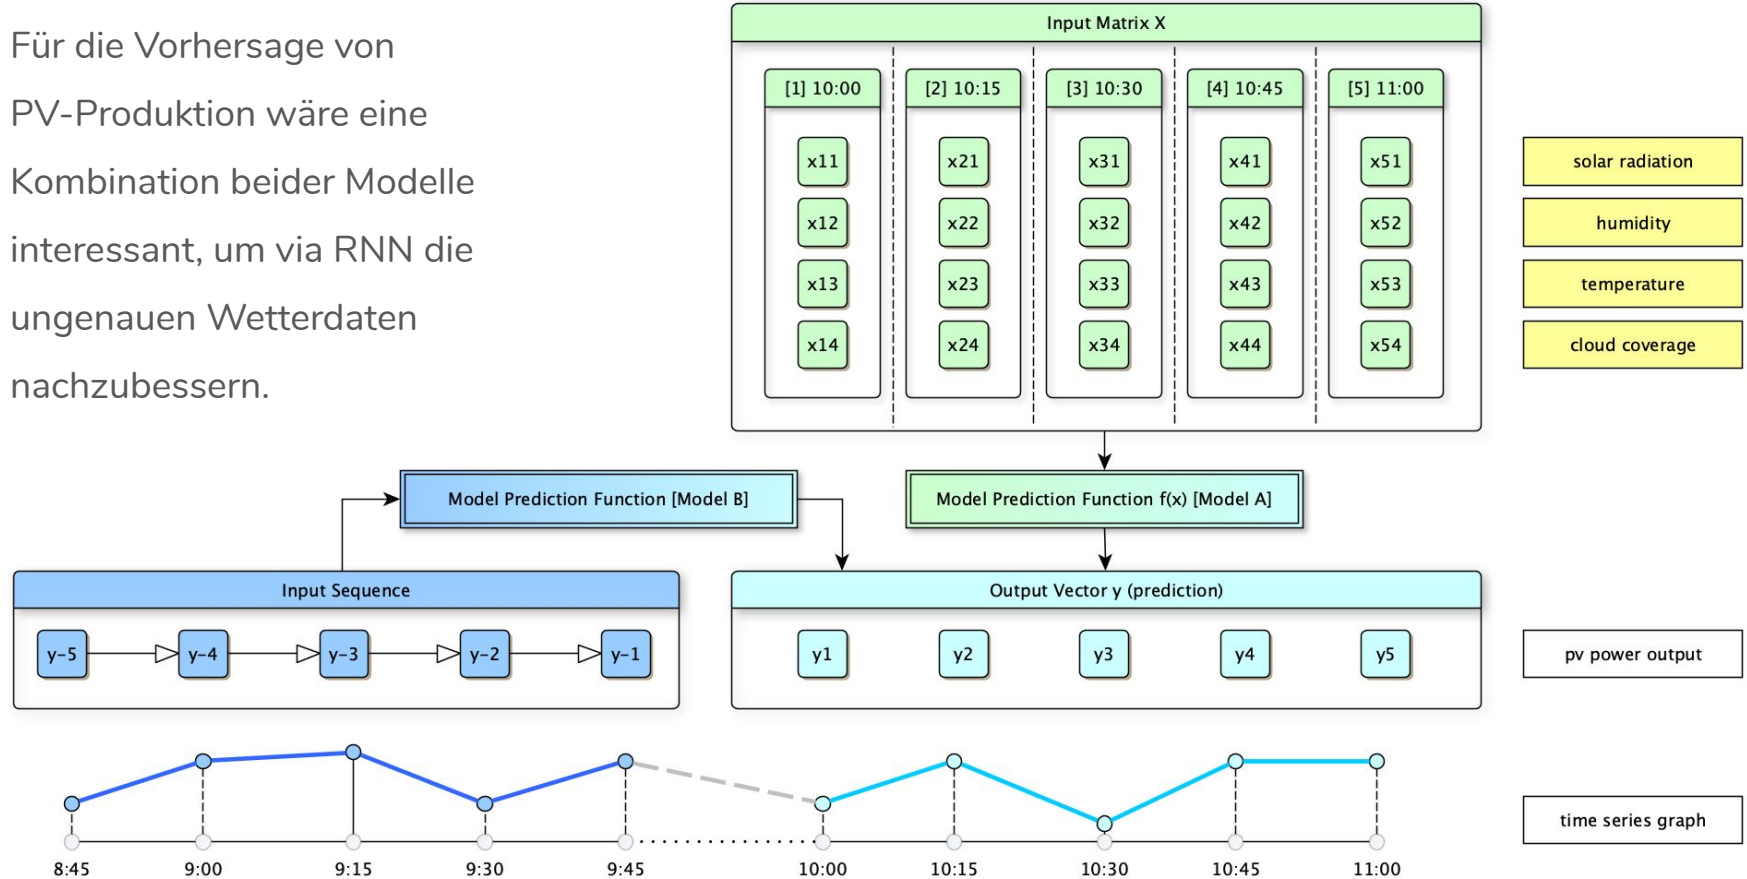 Für die Vorhersage von
PV-Produktion wäre eine
Kombination beider Modelle
interessant, um via RNN die
ungenauen Wetterdaten
nachzubessern.
Input Matrix X
[1] 10:00 [2] 10:15 [3] 10:30 [4] 10:45 [5] 11:00
x11 x21 x31 x41 x51 solar radiation
x12 x22 x32 x42 x52 humidity
x13 x23 x33 x43 x53 temperature
x14 x24 x34 x44 x54 cloud coverage
Model Prediction Function [Model B] Model Prediction Function f(x) [Model A]
Input Sequence Output Vector y (prediction)
y-5 y-4 y-3 y-2 y-1 y1 y2 y3 y4 y5 pv power output
time series graph
8:45 9:00 9:15 9:30 9:45 10:00 10:15 10:30 10:45 11:00